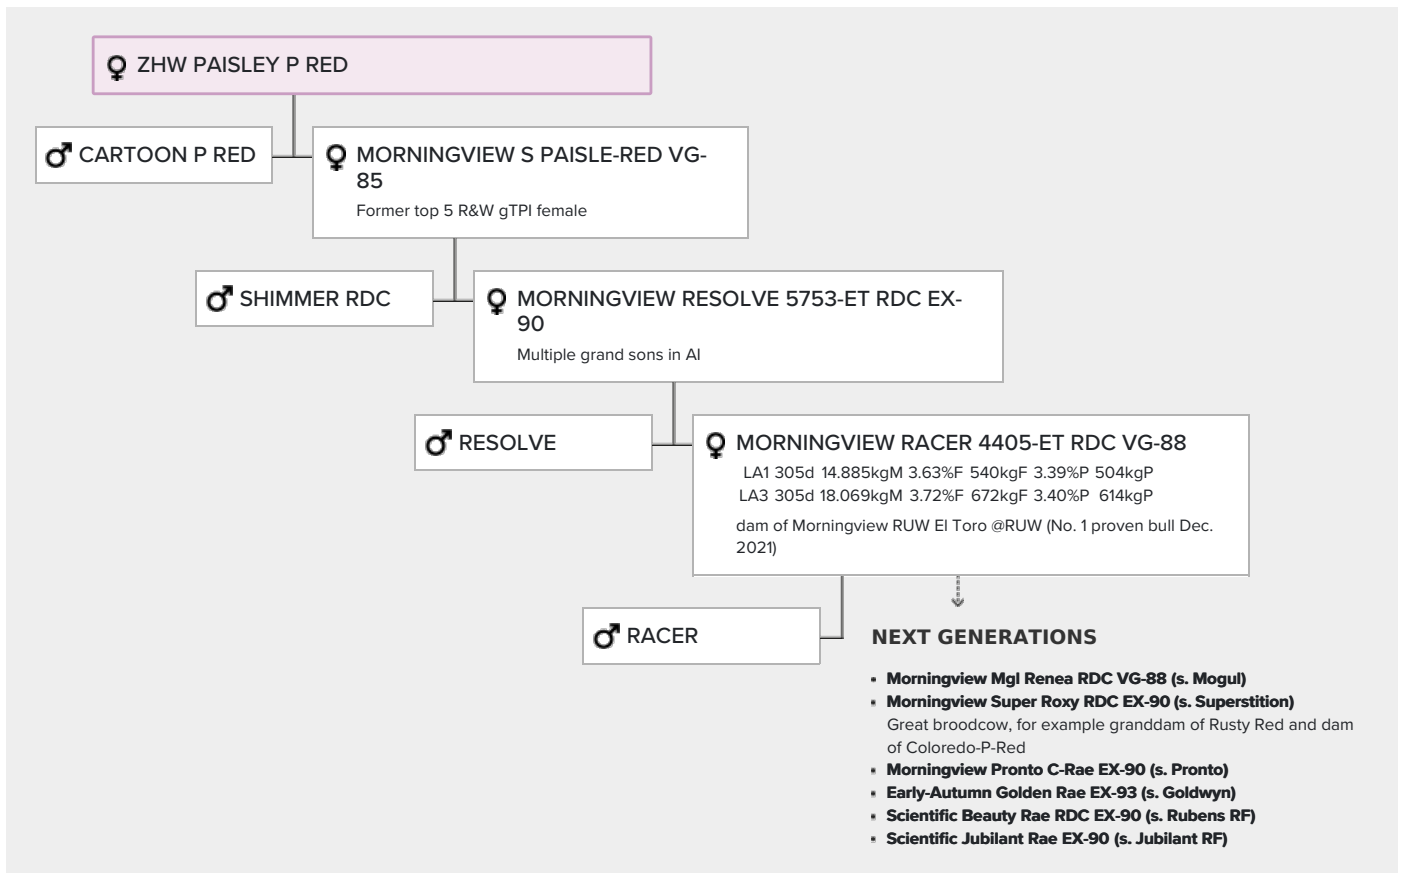 ZHW PAISLEY P RED
CARTOON P RED
MORNINGVIEW S PAISLE-RED VG-
85
Former top 5 R&W gTPI female
SHIMMER RDC
MORNINGVIEW RESOLVE 5753-ET RDC EX-
90
Multiple grand sons in AI
RESOLVE
MORNINGVIEW RACER 4405-ET RDC VG-88
LA1 305d 14.885kgM 3.63%F 540kgF 3.39%P 504kgP
LA3 305d 18.069kgM 3.72%F 672kgF 3.40%P 614kgP
dam of Morningview RUW El Toro @RUW (No. 1 proven bull Dec.
2021)
RACER
NEXT GENERATIONS
Morningview Mgl Renea RDC VG-88 (s. Mogul)
Morningview Super Roxy RDC EX-90 (s. Superstition)
Great broodcow, for example granddam of Rusty Red and dam
of Coloredo-P-Red
Morningview Pronto C-Rae EX-90 (s. Pronto)
Early-Autumn Golden Rae EX-93 (s. Goldwyn)
Scientific Beauty Rae RDC EX-90 (s. Rubens RF)
Scientific Jubilant Rae EX-90 (s. Jubilant RF)